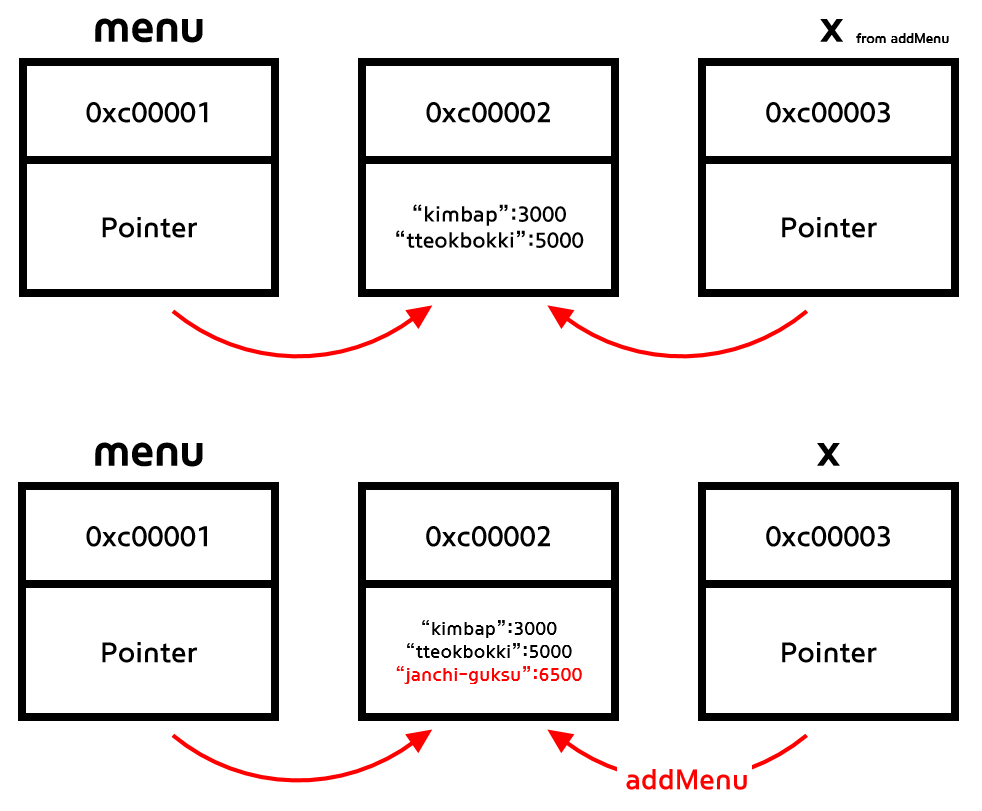 menu
x from addMenu
0xc00001
0xc00002
0xc00003
Pointer
“kimbap”:3000
“tteokbokki”:5000
Pointer
menu
x
0xc00001
0xc00002
0xc00003
Pointer
“kimbap”:3000
“tteokbokki”:5000
“janchi-guksu”:6500
Pointer
addMenu